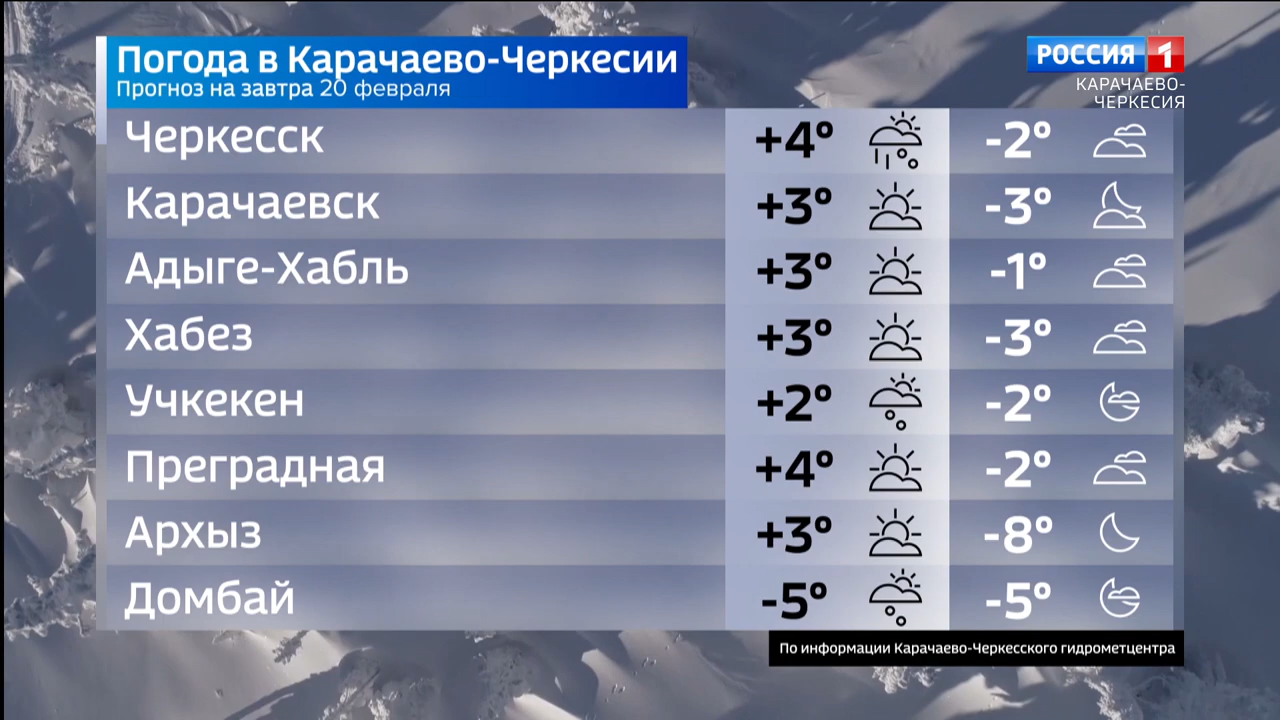 Погода в Карачаево-Черкесии
Прогноз на завтра 20 февраля
РОССИЯ 1
КАРАЧАЕВО-
ЧЕРКЕСИЯ
Черкесск +4° -2°
Карачаевск +3° -3°
Адыге-Хабль +3° -1°
Хабез +3° -3°
Учкекен +2° -2°
Преградная +4° -2°
Архыз +3° -8°
Домбай -5° -5°
По информации Карачаево-Черкесского гидрометцентра